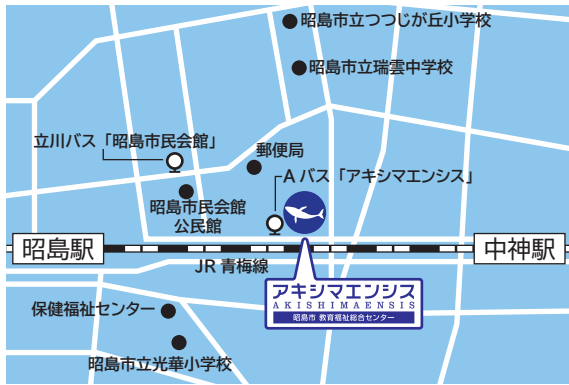 昭島市立つつじが丘小学校
昭島市立瑞雲中学校
立川バス「昭島市民会館」
郵便局
Aバス「アキシマエンシス」
昭島市民会館
公民館
昭島駅
中神駅
JR青梅線
アキシマエンシス
AKISHIMAENSIS
昭島市 教育福祉総合センター
保健福祉センター
昭島市立光華小学校